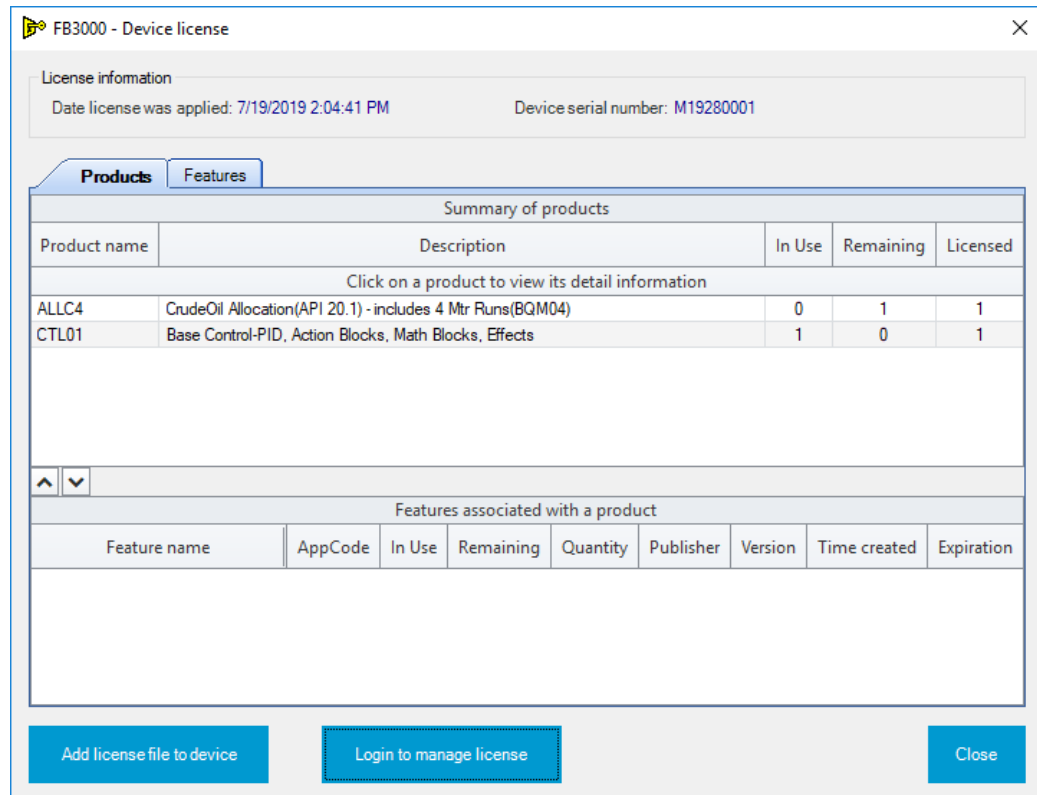 FB3000 - Device license
License information
Date license was applied: 7/19/2019 2:04:41 PM Device serial number: M19280001
Products Features
Summary of products
Product name Description In Use Remaining Licensed
Click on a product to view its detail information
ALLC4 CrudeOil Allocation(API 20.1) - includes 4 Mtr Runs(BQM04) 0 1 1
CTL01 Base Control-PID, Action Blocks, Math Blocks, Effects 1 0 1
Features associated with a product
Feature name AppCode In Use Remaining Quantity Publisher Version Time created Expiration
Add license file to device Login to manage license Close